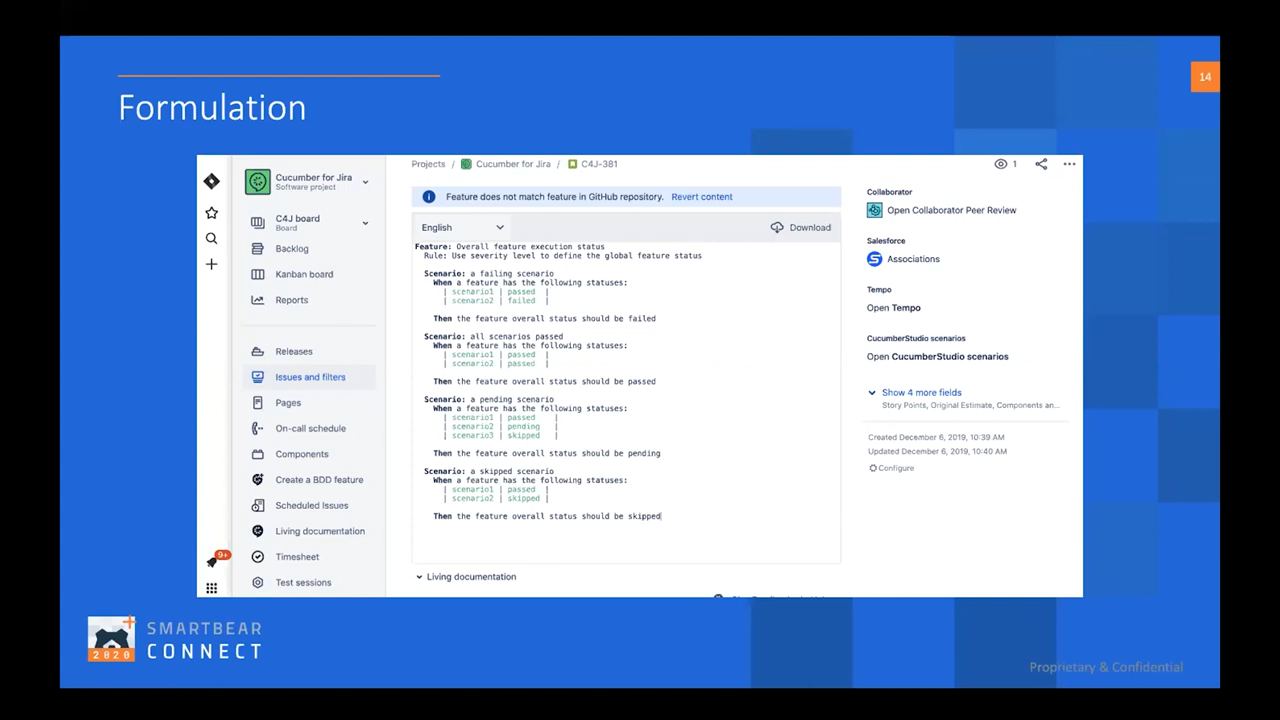 14
Formulation
Cucumber for Jira
Software project
C4J board
Board
Backlog
Kanban board
Reports
Releases
Issues and filters
Pages
On-call schedule
Components
Create a BDD feature
Scheduled Issues
Living documentation
Timesheet
Test sessions
9+
Projects / Cucumber for Jira / C4J-381
1
Feature does not match feature in GitHub repository. Revert content
English
Download
Feature: Overall feature execution status
Rule: Use severity level to define the global feature status
Scenario: a failing scenario
When a feature has the following statuses:
| scenario1 | passed |
| scenario2 | failed |
Then the feature overall status should be failed
Scenario: all scenarios passed
When a feature has the following statuses:
| scenario1 | passed |
| scenario2 | passed |
Then the feature overall status should be passed
Scenario: a pending scenario
When a feature has the following statuses:
| scenario1 | passed |
| scenario2 | pending |
| scenario3 | skipped |
Then the feature overall status should be pending
Scenario: a skipped scenario
When a feature has the following statuses:
| scenario1 | passed |
| scenario2 | skipped |
Then the feature overall status should be skipped
Living documentation
Collaborator
Open Collaborator Peer Review
Salesforce
Associations
Tempo
Open Tempo
CucumberStudio scenarios
Open CucumberStudio scenarios
Show 4 more fields
Story Points, Original Estimate, Components an...
Created December 6, 2019, 10:39 AM
Updated December 6, 2019, 10:40 AM
Configure
2020
SMARTBEAR
CONNECT
Proprietary & Confidential